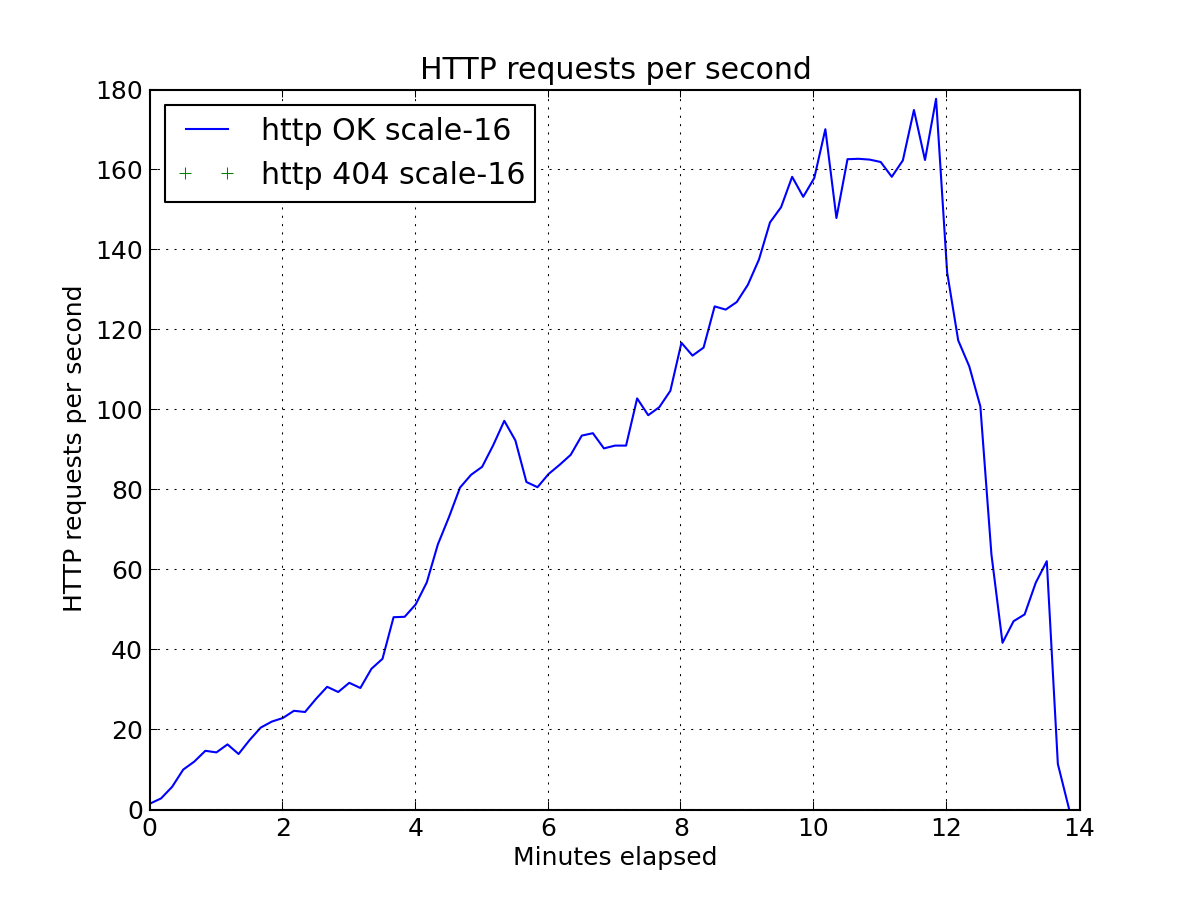 HTTP requests per second
180
http OK scale-16
http 404 scale-16
160
140
120
100
80
60
40
20
0
HTTP requests per second
0 2 4 6 8 10 12 14
Minutes elapsed